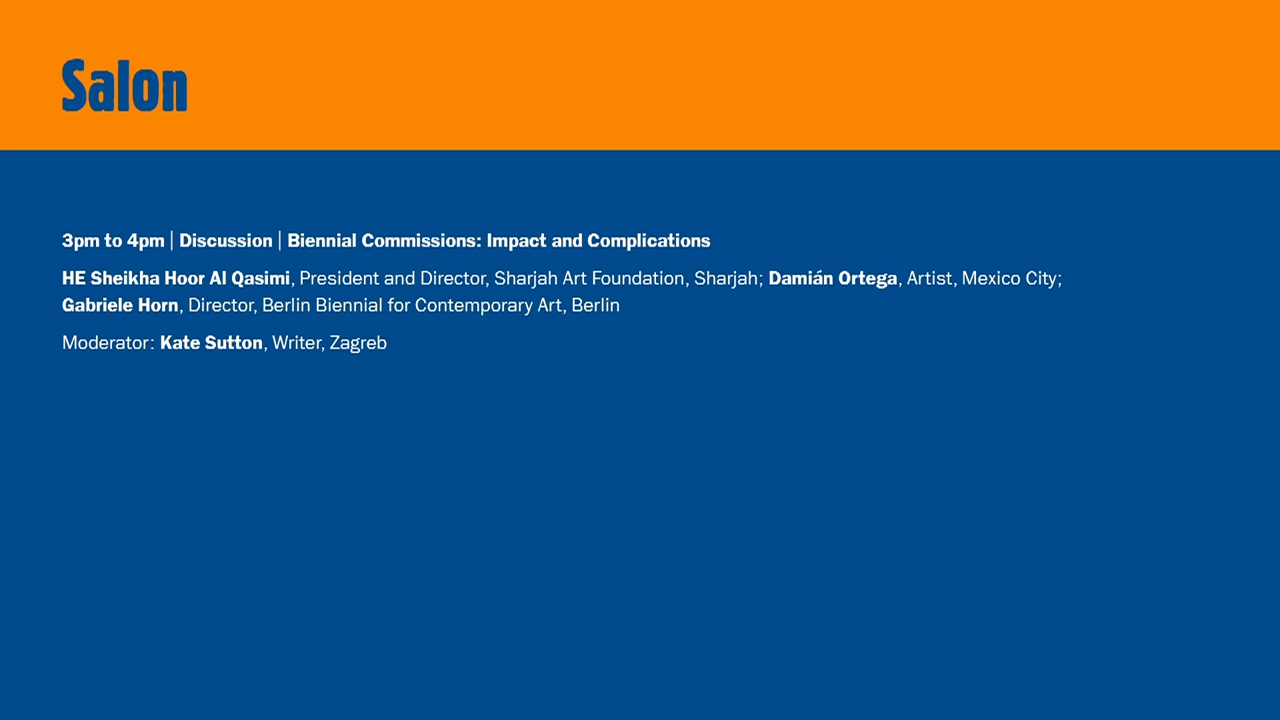 Salon
3pm to 4pm | Discussion | Biennial Commissions: Impact and Complications
HE Sheikha Hoor Al Qasimi, President and Director, Sharjah Art Foundation, Sharjah; Damián Ortega, Artist, Mexico City;
Gabriele Horn, Director, Berlin Biennial for Contemporary Art, Berlin
Moderator: Kate Sutton, Writer, Zagreb